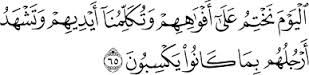 ٱلْيَوْمَ نَخْتِمُ عَلَىٰٓ أَفْوَٰهِهِمْ وَتُكَلِّمُنَآ أَيْدِيهِمْ وَتَشْهَدُ
أَرْجُلُهُم بِمَا كَانُوا۟ يَكْسِبُونَ ٦٥